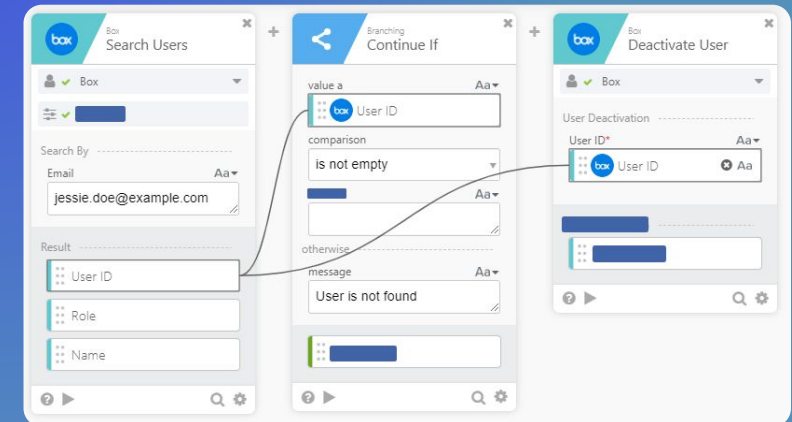 box
Box
Search Users
Box
Search By
Email
Aa
jessie.doe@example.com
Result
User ID
Role
Name
Branching
Continue If
value a
Aa
box User ID
comparison
is not empty
Aa
otherwise
message
Aa
User is not found
box
Box
Deactivate User
Box
User Deactivation
User ID*
Aa
box User ID
Aa